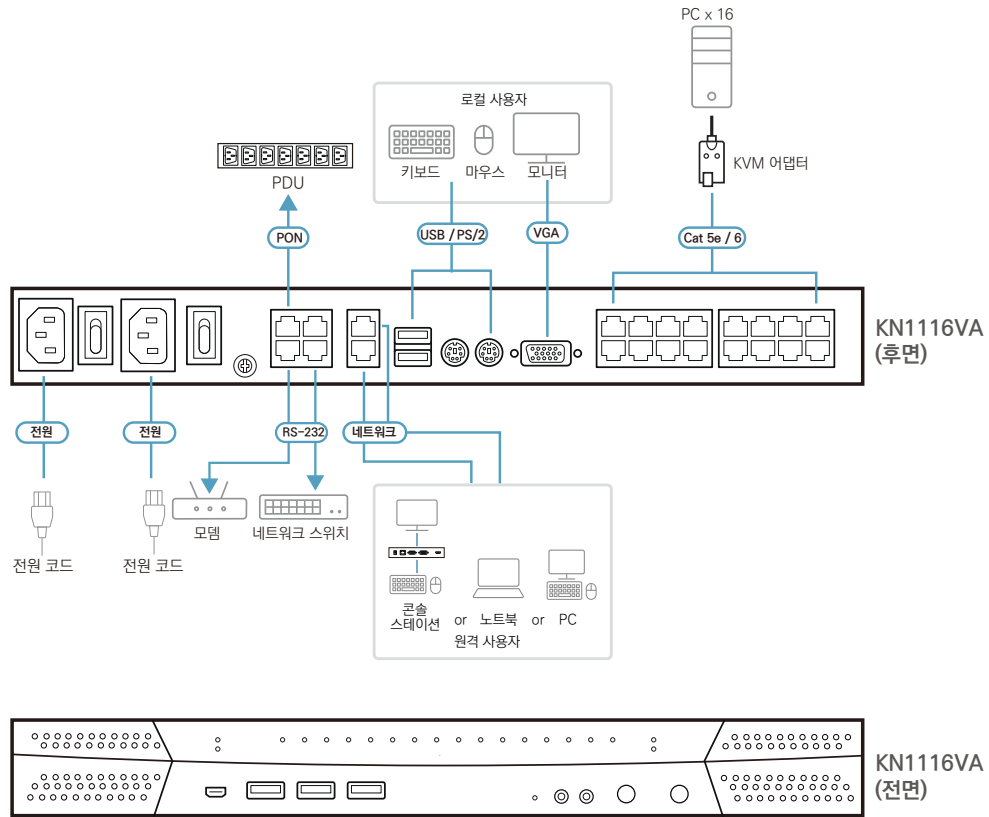 PC x 16
로컬 사용자
키보드
마우스
모니터
KVM 어댑터
PDU
PON
USB / PS/2
VGA
Cat 5e / 6
KN1116VA
(후면)
전원
전원
RS-232
네트워크
모뎀
네트워크 스위치
전원 코드
전원 코드
콘솔
스테이션
or
노트북
or
PC
원격 사용자
KN1116VA
(전면)